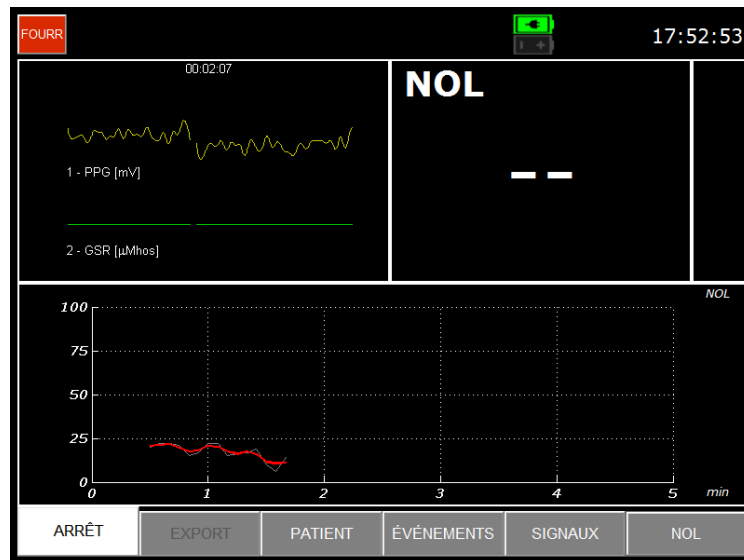 FOURR
17:52:53
00:02:07
1 - PPG [mV]
2 - GSR [µMhos]
NOL
--
NOL
100
75
50
25
0
0 1 2 3 4 5 min
ARRÊT EXPORT PATIENT ÉVÉNEMENTS SIGNAUX NOL